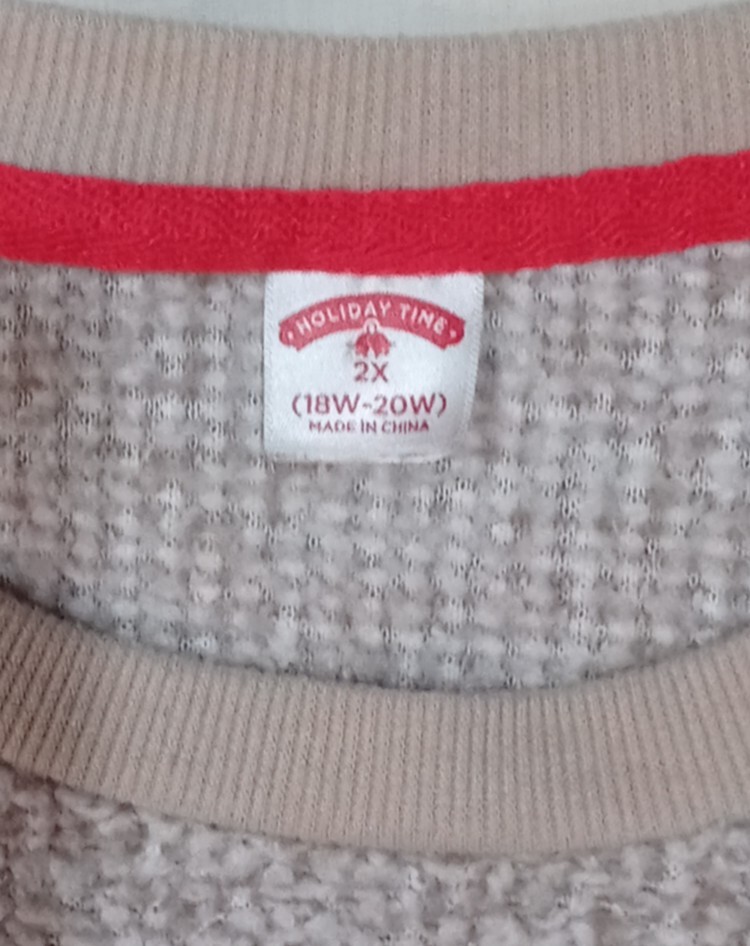 HOLIDAY TIME
2X
(18W-20W)
MADE IN CHINA